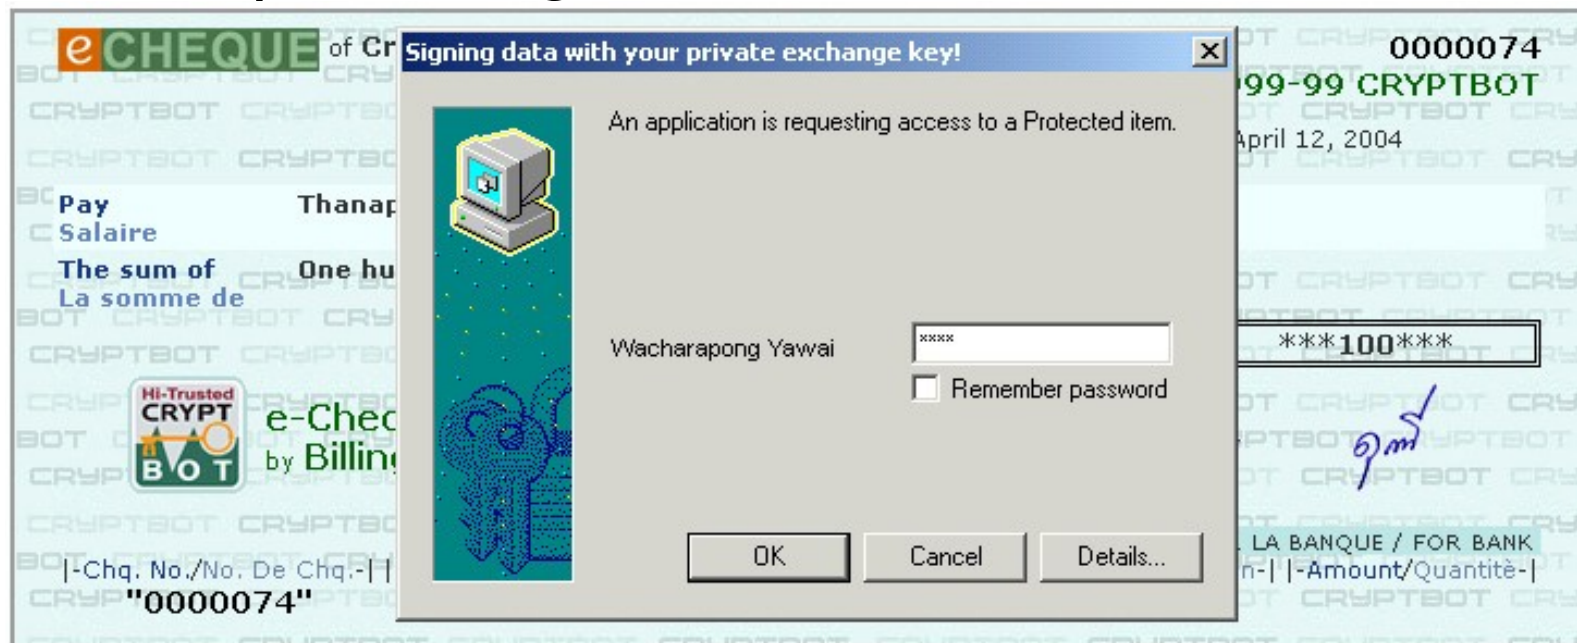 e CHEQUE of Cr
0000074
99-99 CRYPTBOT
April 12, 2004
Pay Thanap
Salaire
The sum of One hu
La somme de
***100***
Hi-Trusted
CRYPT
BOT
e-Chec
by Billing
LA BANQUE / FOR BANK
|-Chq. No./No. De Chq.-| |
n-| |-Amount/Quantitè-|
"0000074"
Signing data with your private exchange key!
An application is requesting access to a Protected item.
Wacharapong Yawai ****
Remember password
OK Cancel Details...